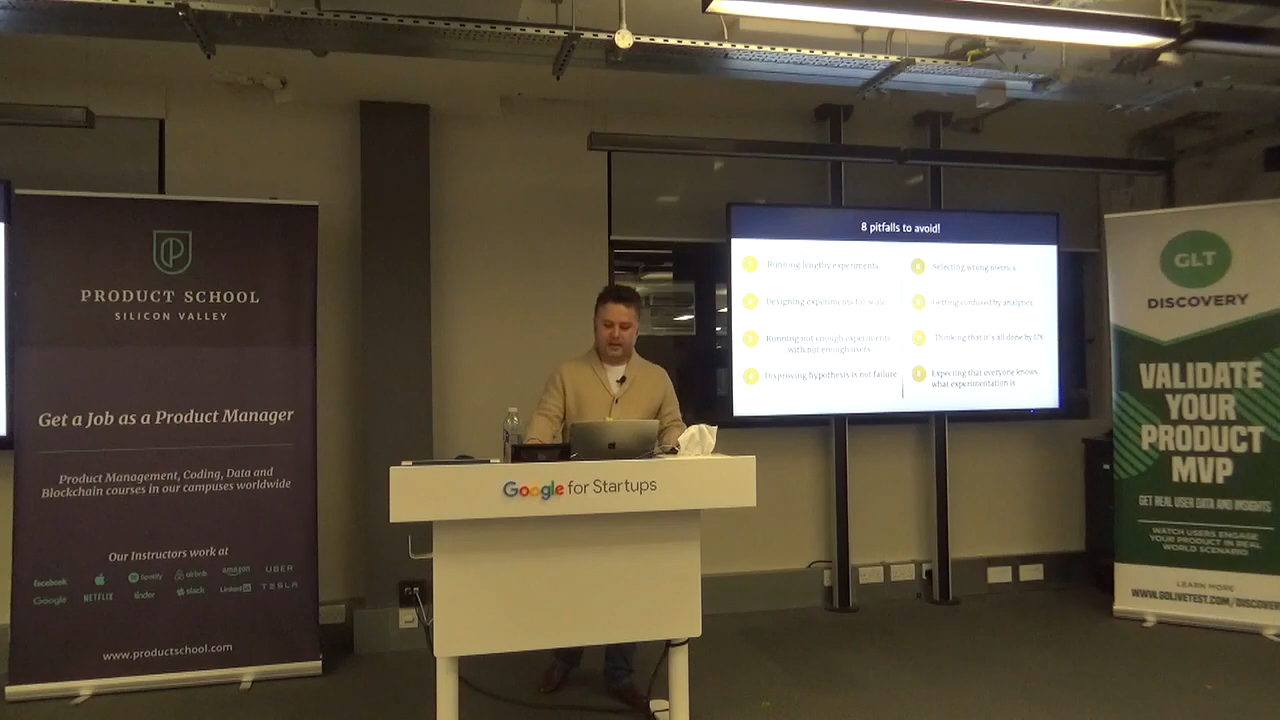 PRODUCT SCHOOL
SILICON VALLEY
Get a Job as a Product Manager
Product Management, Coding, Data and
Blockchain courses in our campuses worldwide
Our Instructors work at
facebook
Spotify
airbnb
amazon
UBER
Google
NETFLIX
tinder
slack
LinkedIn
TESLA
www.productschool.com
Google for Startups
8 pitfalls to avoid!
Running lengthy experiments
Designing experiments for scale
Running not enough experiments
with not enough users
Disproving hypothesis is not failure
Selecting wrong metrics
Getting confused by analytics
Thinking that it's all done by UX
Expecting that everyone knows
what experimentation is
GLT
DISCOVERY
VALIDATE
YOUR
PRODUCT
MVP
GET REAL USER DATA AND INSIGHTS
WATCH USERS ENGAGE
YOUR PRODUCT IN REAL
WORLD SCENARIO
LEARN MORE
WWW.GOLIVETEST.COM/DISCOVER